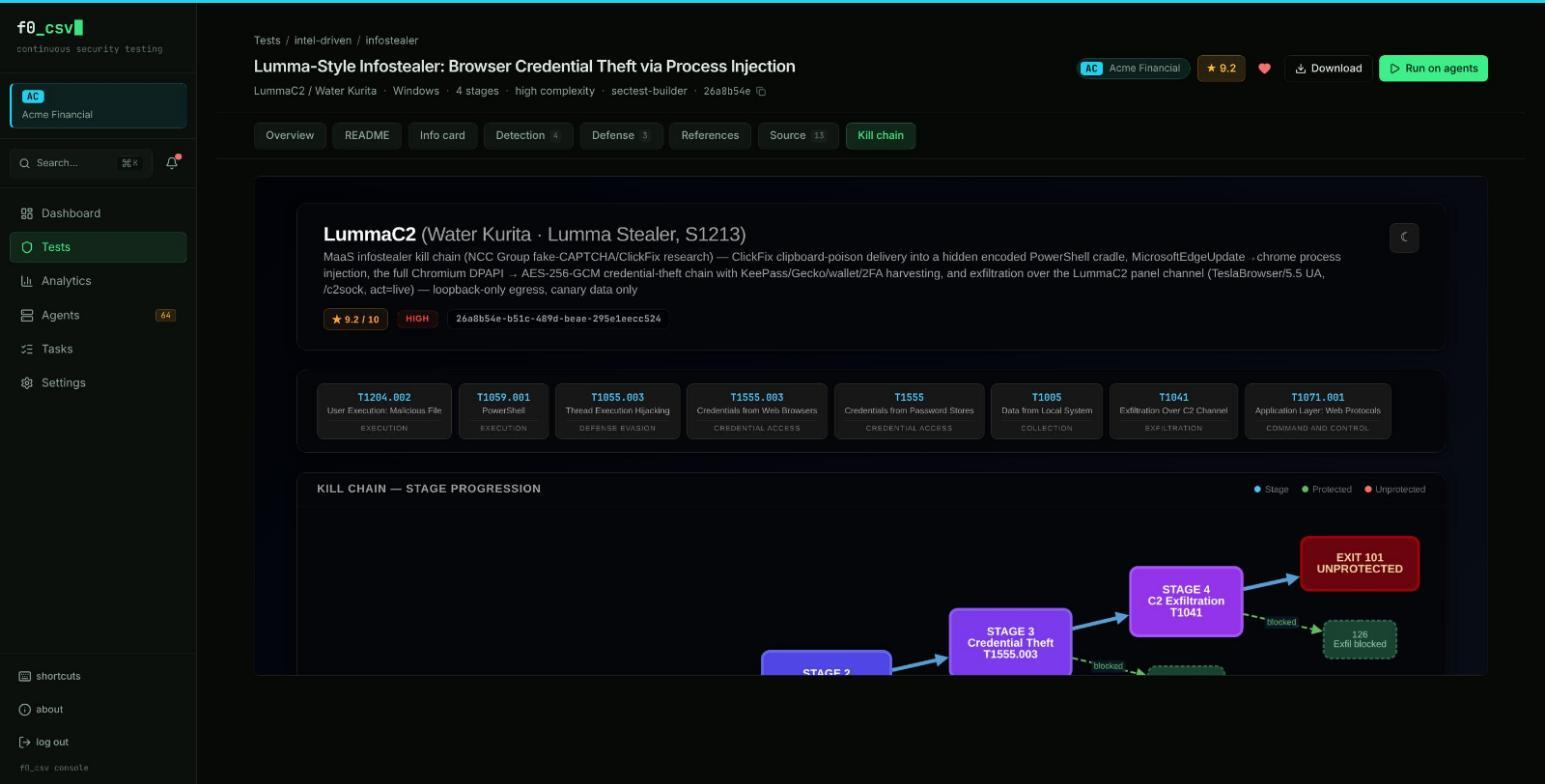 f0_csv
continuous security testing
AC
Acme Financial
Search...
⌘K
Dashboard
Tests
Analytics
Agents
64
Tasks
Settings
shortcuts
about
log out
f0_csv console
Tests / intel-driven / infostealer
Lumma-Style Infostealer: Browser Credential Theft via Process Injection
AC Acme Financial
★ 9.2
Download
Run on agents
LummaC2 / Water Kurita · Windows · 4 stages · high complexity · sectest-builder · 26a8b54e
Overview
README
Info card
Detection 4
Defense 3
References
Source 13
Kill chain
LummaC2 (Water Kurita · Lumma Stealer, S1213)
MaaS infostealer kill chain (NCC Group fake-CAPTCHA/ClickFix research) — ClickFix clipboard-poison delivery into a hidden encoded PowerShell cradle, MicrosoftEdgeUpdate→chrome process
injection, the full Chromium DPAPI → AES-256-GCM credential-theft chain with KeePass/Gecko/wallet/2FA harvesting, and exfiltration over the LummaC2 panel channel (TeslaBrowser/5.5 UA,
/c2sock, act=live) — loopback-only egress, canary data only
★ 9.2 / 10
HIGH
26a8b54e-b51c-489d-beae-295e1eecc524
T1204.002
User Execution: Malicious File
EXECUTION
T1059.001
PowerShell
EXECUTION
T1055.003
Thread Execution Hijacking
DEFENSE EVASION
T1555.003
Credentials from Web Browsers
CREDENTIAL ACCESS
T1555
Credentials from Password Stores
CREDENTIAL ACCESS
T1005
Data from Local System
COLLECTION
T1041
Exfiltration Over C2 Channel
EXFILTRATION
T1071.001
Application Layer: Web Protocols
COMMAND AND CONTROL
KILL CHAIN — STAGE PROGRESSION
Stage
Protected
Unprotected
EXIT 101
UNPROTECTED
STAGE 4
C2 Exfiltration
T1041
blocked
126
Exfil blocked
STAGE 3
Credential Theft
T1555.003
blocked
STAGE 2